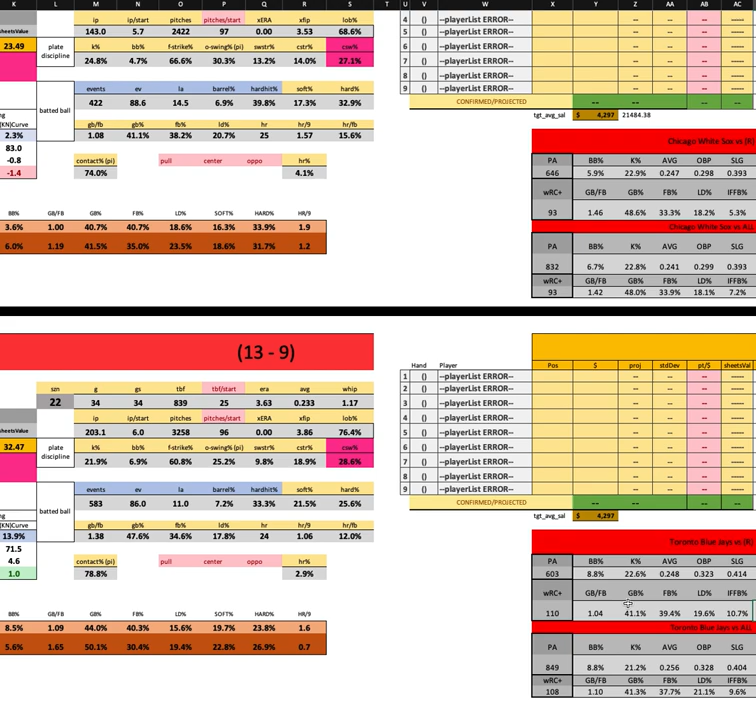 K L M N O P Q R S T U V W X Y Z AA AB AC
ip ip/start pitches pitches/start xERA xfip lob% 4 () --playerList ERROR-- -- -- -- --
sheetsValue 143.0 5.7 2422 97 0.00 3.53 68.6% 5 () --playerList ERROR-- -- -- -- --
23.49 plate discipline k% bb% f-strike% o-swing% (pi) swstr% cstr% csw% 6 () --playerList ERROR-- -- -- -- --
24.8% 4.7% 66.6% 30.3% 13.2% 14.0% 27.1% 7 () --playerList ERROR-- -- -- -- --
8 () --playerList ERROR-- -- -- -- --
batted ball events ev la barrel% hardhit% soft% hard% 9 () --playerList ERROR-- -- -- -- --
422 88.6 14.5 6.9% 39.8% 17.3% 32.9% CONFIRMED/PROJECTED -- -- -- --
(KN)Curve gb/fb gb% fb% ld% hr hr/9 hr/fb tgt_avg_sal $ 4,297 21484.38
2.3% 1.08 41.1% 38.2% 20.7% 25 1.57 15.6%
83.0 Chicago White Sox vs (R)
-0.8 contact% (pi) pull center oppo hr% PA BB% K% AVG OBP SLG
-1.4 74.0% 4.1% 646 5.9% 22.9% 0.247 0.298 0.393
wRC+ GB/FB GB% FB% LD% IFFB%
BB% GB/FB GB% FB% LD% SOFT% HARD% HR/9 93 1.46 48.6% 33.3% 18.2% 5.3%
3.6% 1.00 40.7% 40.7% 18.6% 16.3% 33.9% 1.9 Chicago White Sox vs ALL
6.0% 1.19 41.5% 35.0% 23.5% 18.6% 31.7% 1.2 PA BB% K% AVG OBP SLG
832 6.7% 22.8% 0.241 0.299 0.393
wRC+ GB/FB GB% FB% LD% IFFB%
93 1.42 48.0% 33.9% 18.1% 7.2%
(13 - 9)
Hand Player Pos $ proj stdDev pt/$ sheetsVal
szn g gs tbf tbf/start era avg whip 1 () --playerList ERROR-- -- -- -- --
22 34 34 839 25 3.63 0.233 1.17 2 () --playerList ERROR-- -- -- -- --
ip ip/start pitches pitches/start xERA xfip lob% 3 () --playerList ERROR-- -- -- -- --
sheetsValue 203.1 6.0 3258 96 0.00 3.86 76.4% 4 () --playerList ERROR-- -- -- -- --
32.47 plate discipline k% bb% f-strike% o-swing% (pi) swstr% cstr% csw% 5 () --playerList ERROR-- -- -- -- --
21.9% 6.9% 60.8% 25.2% 9.8% 18.9% 28.6% 6 () --playerList ERROR-- -- -- -- --
7 () --playerList ERROR-- -- -- -- --
batted ball events ev la barrel% hardhit% soft% hard% 8 () --playerList ERROR-- -- -- -- --
583 86.0 11.0 7.2% 33.3% 21.5% 25.6% 9 () --playerList ERROR-- -- -- -- --
CONFIRMED/PROJECTED -- -- -- --
(KN)Curve gb/fb gb% fb% ld% hr hr/9 hr/fb tgt_avg_sal $ 4,297
13.9% 1.38 47.6% 34.6% 17.8% 24 1.06 12.0%
71.5 Toronto Blue Jays vs (R)
4.6 contact% (pi) pull center oppo hr% PA BB% K% AVG OBP SLG
1.0 78.8% 2.9% 603 8.8% 22.6% 0.248 0.323 0.414
wRC+ GB/FB GB% FB% LD% IFFB%
BB% GB/FB GB% FB% LD% SOFT% HARD% HR/9 110 1.04 41.1% 39.4% 19.6% 10.7%
8.5% 1.09 44.0% 40.3% 15.6% 19.7% 23.8% 1.6 Toronto Blue Jays vs ALL
5.6% 1.65 50.1% 30.4% 19.4% 22.8% 26.9% 0.7 PA BB% K% AVG OBP SLG
849 8.8% 21.2% 0.256 0.328 0.404
wRC+ GB/FB GB% FB% LD% IFFB%
108 1.10 41.3% 37.7% 21.1% 9.6%